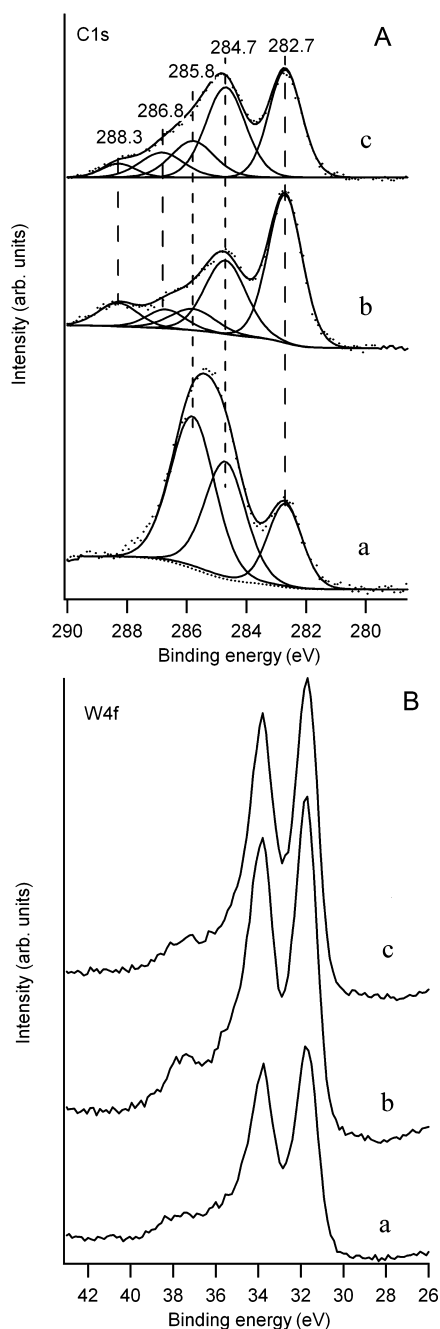 C1s
A
288.3
286.8
285.8
284.7
282.7
c
b
a
Intensity (arb. units)
290 288 286 284 282 280
Binding energy (eV)
W4f
B
c
b
a
Intensity (arb. units)
42 40 38 36 34 32 30 28 26
Binding energy (eV)